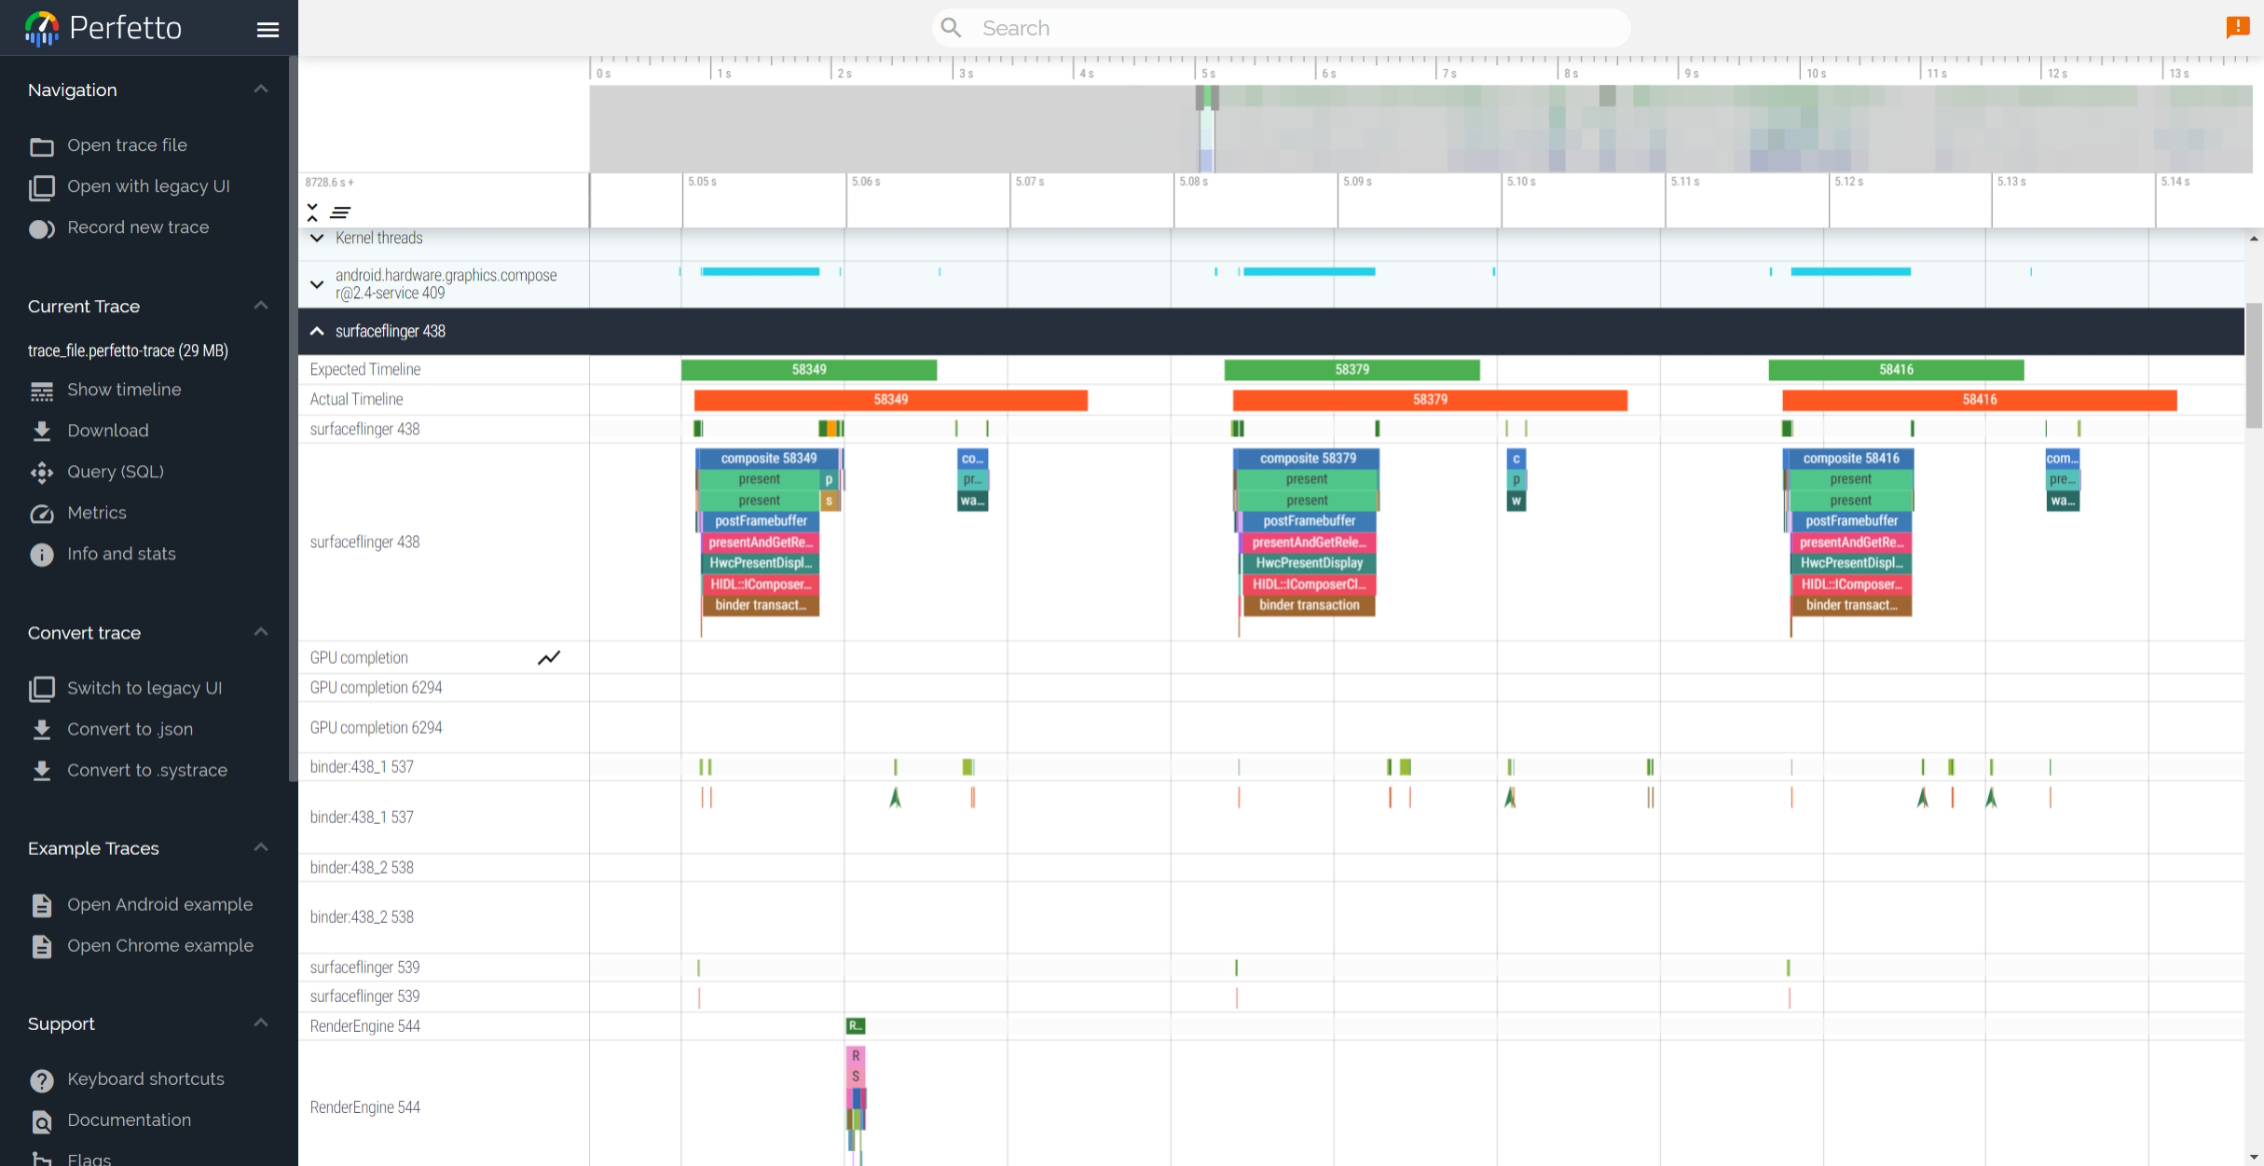 Perfetto
Search
Navigation
Open trace file
Open with legacy UI
Record new trace
Current Trace
trace_file.perfetto-trace (29 MB)
Show timeline
Download
Query (SQL)
Metrics
Info and stats
Convert trace
Switch to legacy UI
Convert to .json
Convert to .systrace
Example Traces
Open Android example
Open Chrome example
Support
Keyboard shortcuts
Documentation
Flags
0 s 1 s 2 s 3 s 4 s 5 s 6 s 7 s 8 s 9 s 10 s 11 s 12 s 13 s
8728.6 s + 5.05 s 5.06 s 5.07 s 5.08 s 5.09 s 5.10 s 5.11 s 5.12 s 5.13 s 5.14 s
Kernel threads
android.hardware.graphics.compose
r@2.4-service 409
surfaceflinger 438
Expected Timeline 58349 58379 58416
Actual Timeline 58349 58379 58416
surfaceflinger 438
composite 58349 co... composite 58379 c composite 58416 com...
present p pr... present p present pre...
present s wa... present w present wa...
postFramebuffer postFramebuffer postFramebuffer
surfaceflinger 438 presentAndGetRe... presentAndGetRele... presentAndGetRe...
HwcPresentDispl... HwcPresentDisplay HwcPresentDispl...
HIDL::IComposer... HIDL::IComposerCl... HIDL::IComposer...
binder transact... binder transaction binder transact...
GPU completion
GPU completion 6294
GPU completion 6294
binder:438_1 537
binder:438_1 537
binder:438_2 538
binder:438_2 538
surfaceflinger 539
surfaceflinger 539
RenderEngine 544 R...
R
S
RenderEngine 544